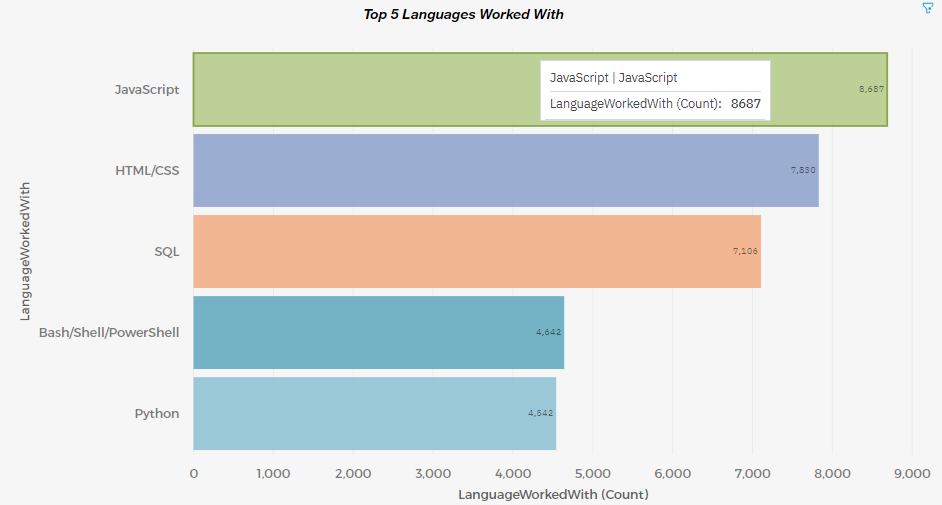 Top 5 Languages Worked With
JavaScript
JavaScript | JavaScript
LanguageWorkedWith (Count): 8687
8,687
HTML/CSS
7,830
SQL
7,106
Bash/Shell/PowerShell
4,642
Python
4,542
LanguageWorkedWith
0 1,000 2,000 3,000 4,000 5,000 6,000 7,000 8,000 9,000
LanguageWorkedWith (Count)